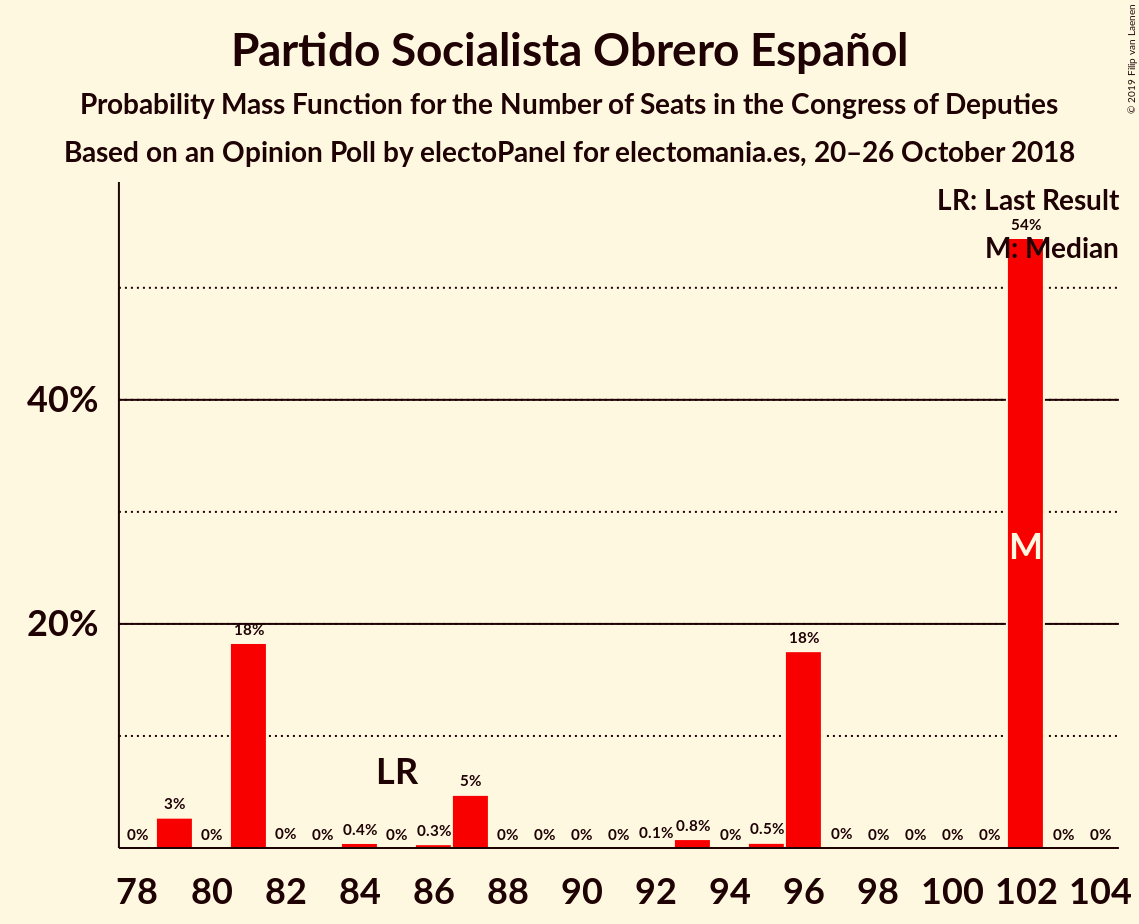 Partido Socialista Obrero Español
Probability Mass Function for the Number of Seats in the Congress of Deputies
Based on an Opinion Poll by electoPanel for electomania.es, 20–26 October 2018
© 2019 Filip van Laenen
LR: Last Result
54%
M: Median
40%
M
20%
18%
18%
LR
5%
3%
0% 0% 0% 0% 0.4% 0% 0.3% 0% 0% 0% 0% 0.1% 0.8% 0% 0.5% 0% 0% 0% 0% 0% 0% 0%
78 80 82 84 86 88 90 92 94 96 98 100 102 104